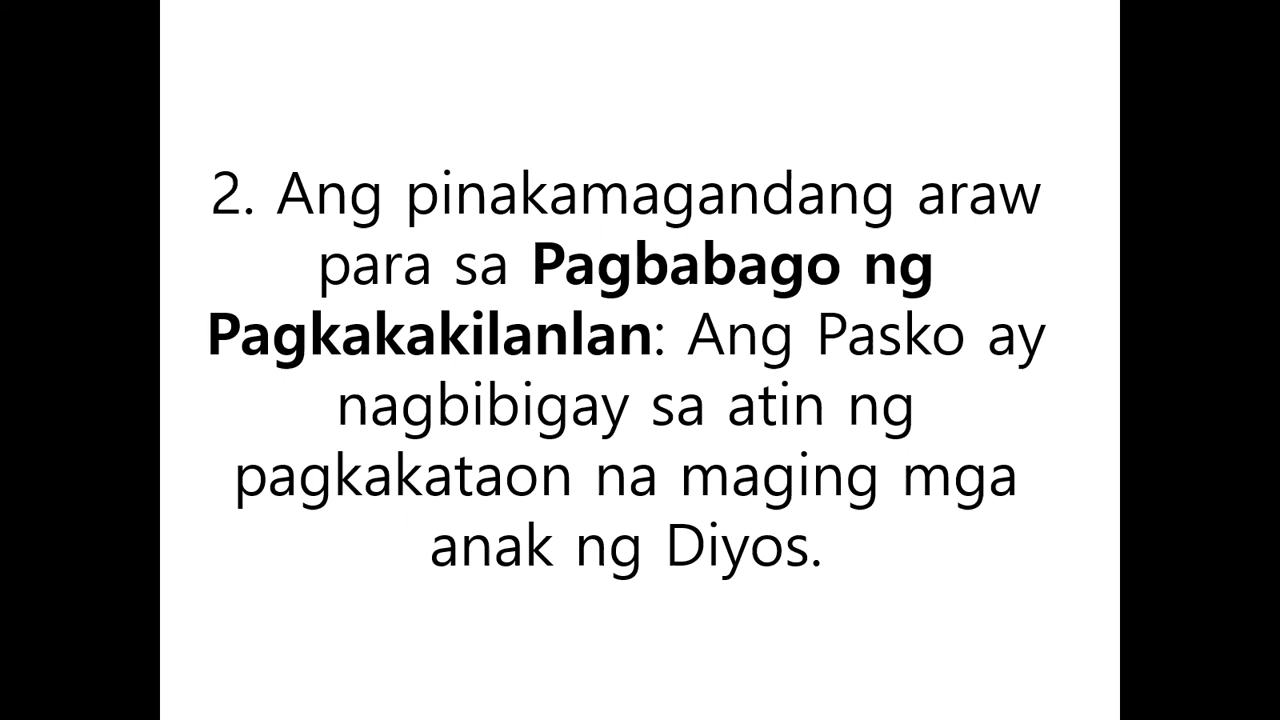 2. Ang pinakamagandang araw
para sa Pagbabago ng
Pagkakakilanlan: Ang Pasko ay
nagbibigay sa atin ng
pagkakataon na maging mga
anak ng Diyos.